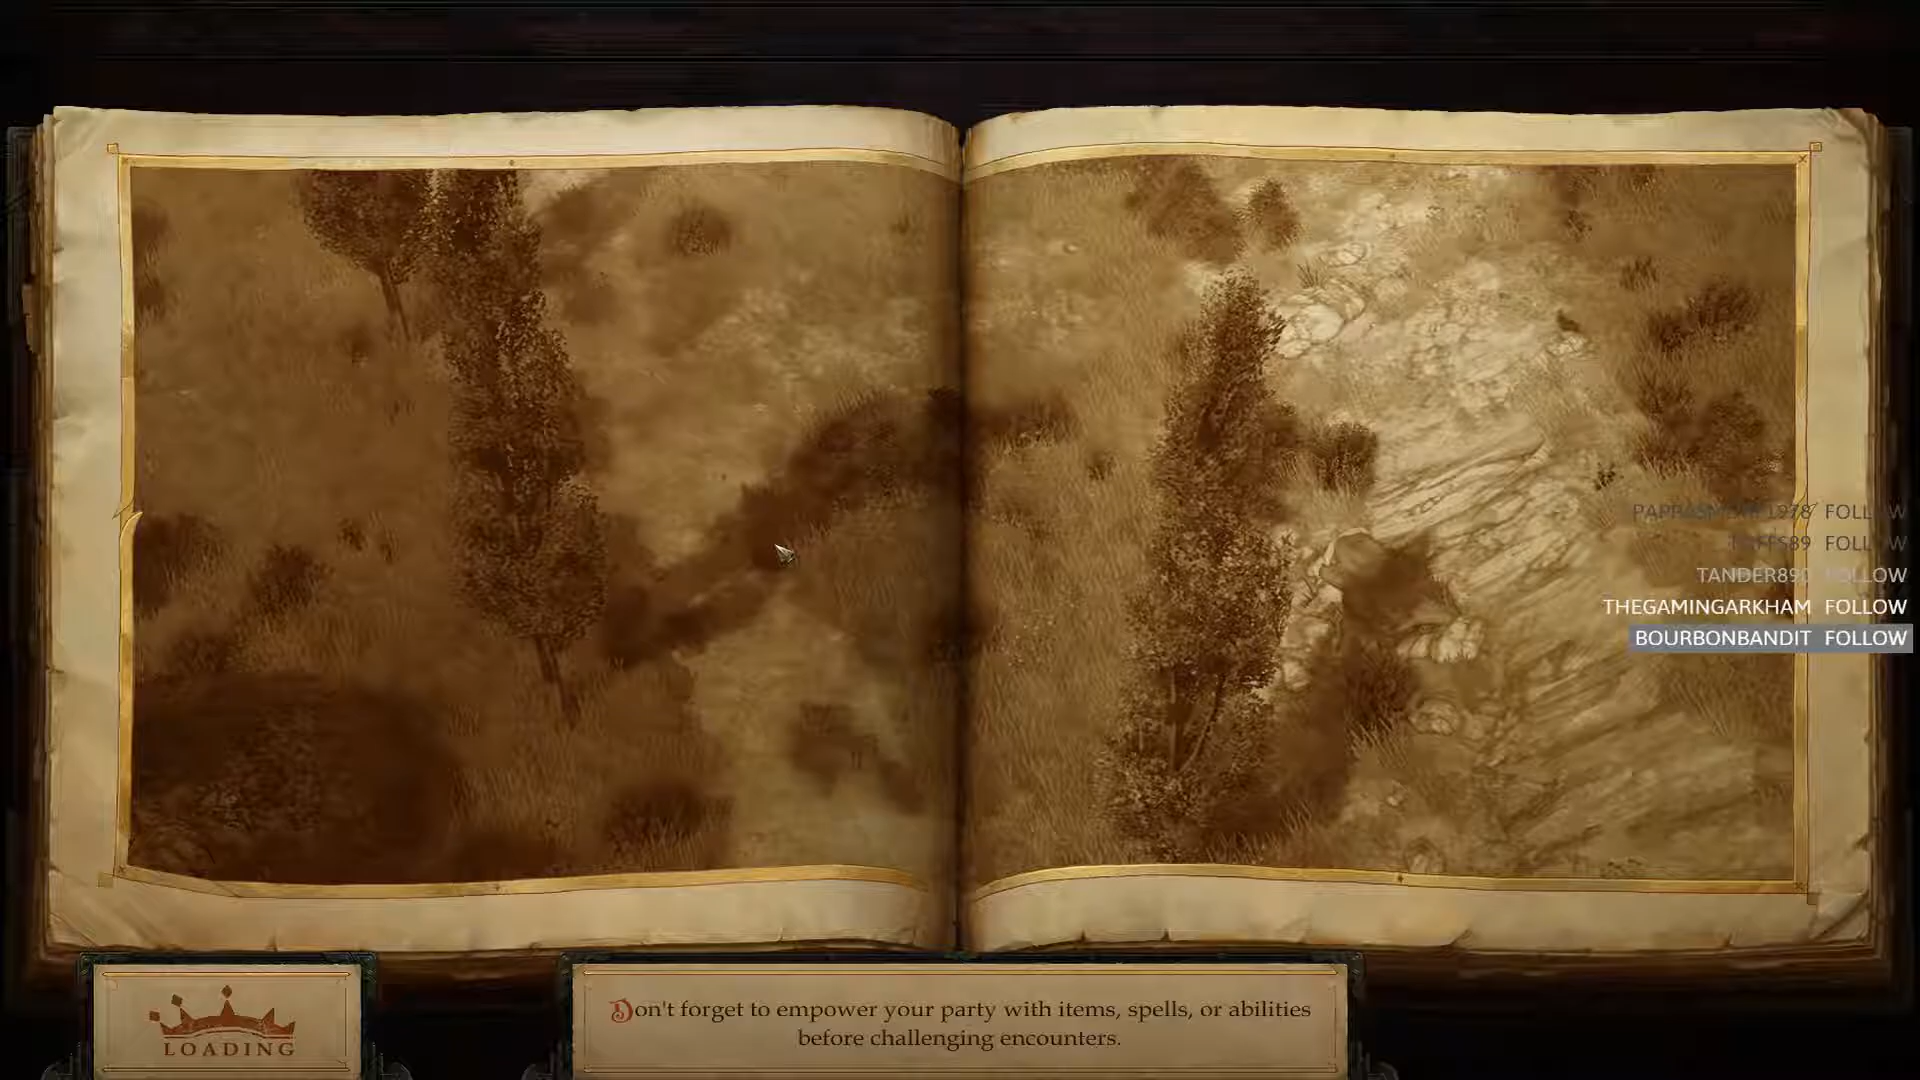 FOLLOW
FOLLOW
TANDER890 FOLLOW
THEGAMINGARKHAM FOLLOW
BOURBONBANDIT FOLLOW
LOADING
Don't forget to empower your party with items, spells, or abilities
before challenging encounters.